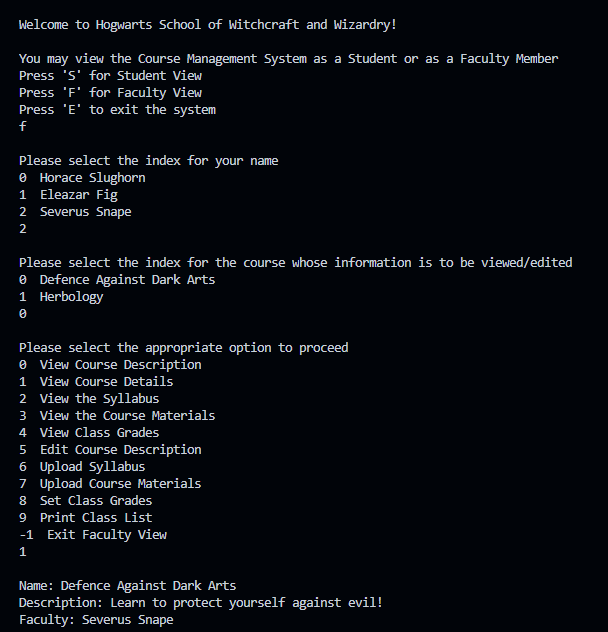 Welcome to Hogwarts School of Witchcraft and Wizardry!
You may view the Course Management System as a Student or as a Faculty Member
Press 'S' for Student View
Press 'F' for Faculty View
Press 'E' to exit the system
f
Please select the index for your name
0  Horace Slughorn
1  Eleazar Fig
2  Severus Snape
2
Please select the index for the course whose information is to be viewed/edited
0  Defence Against Dark Arts
1  Herbology
0
Please select the appropriate option to proceed
0  View Course Description
1  View Course Details
2  View the Syllabus
3  View the Course Materials
4  View Class Grades
5  Edit Course Description
6  Upload Syllabus
7  Upload Course Materials
8  Set Class Grades
9  Print Class List
-1  Exit Faculty View
1
Name: Defence Against Dark Arts
Description: Learn to protect yourself against evil!
Faculty: Severus Snape